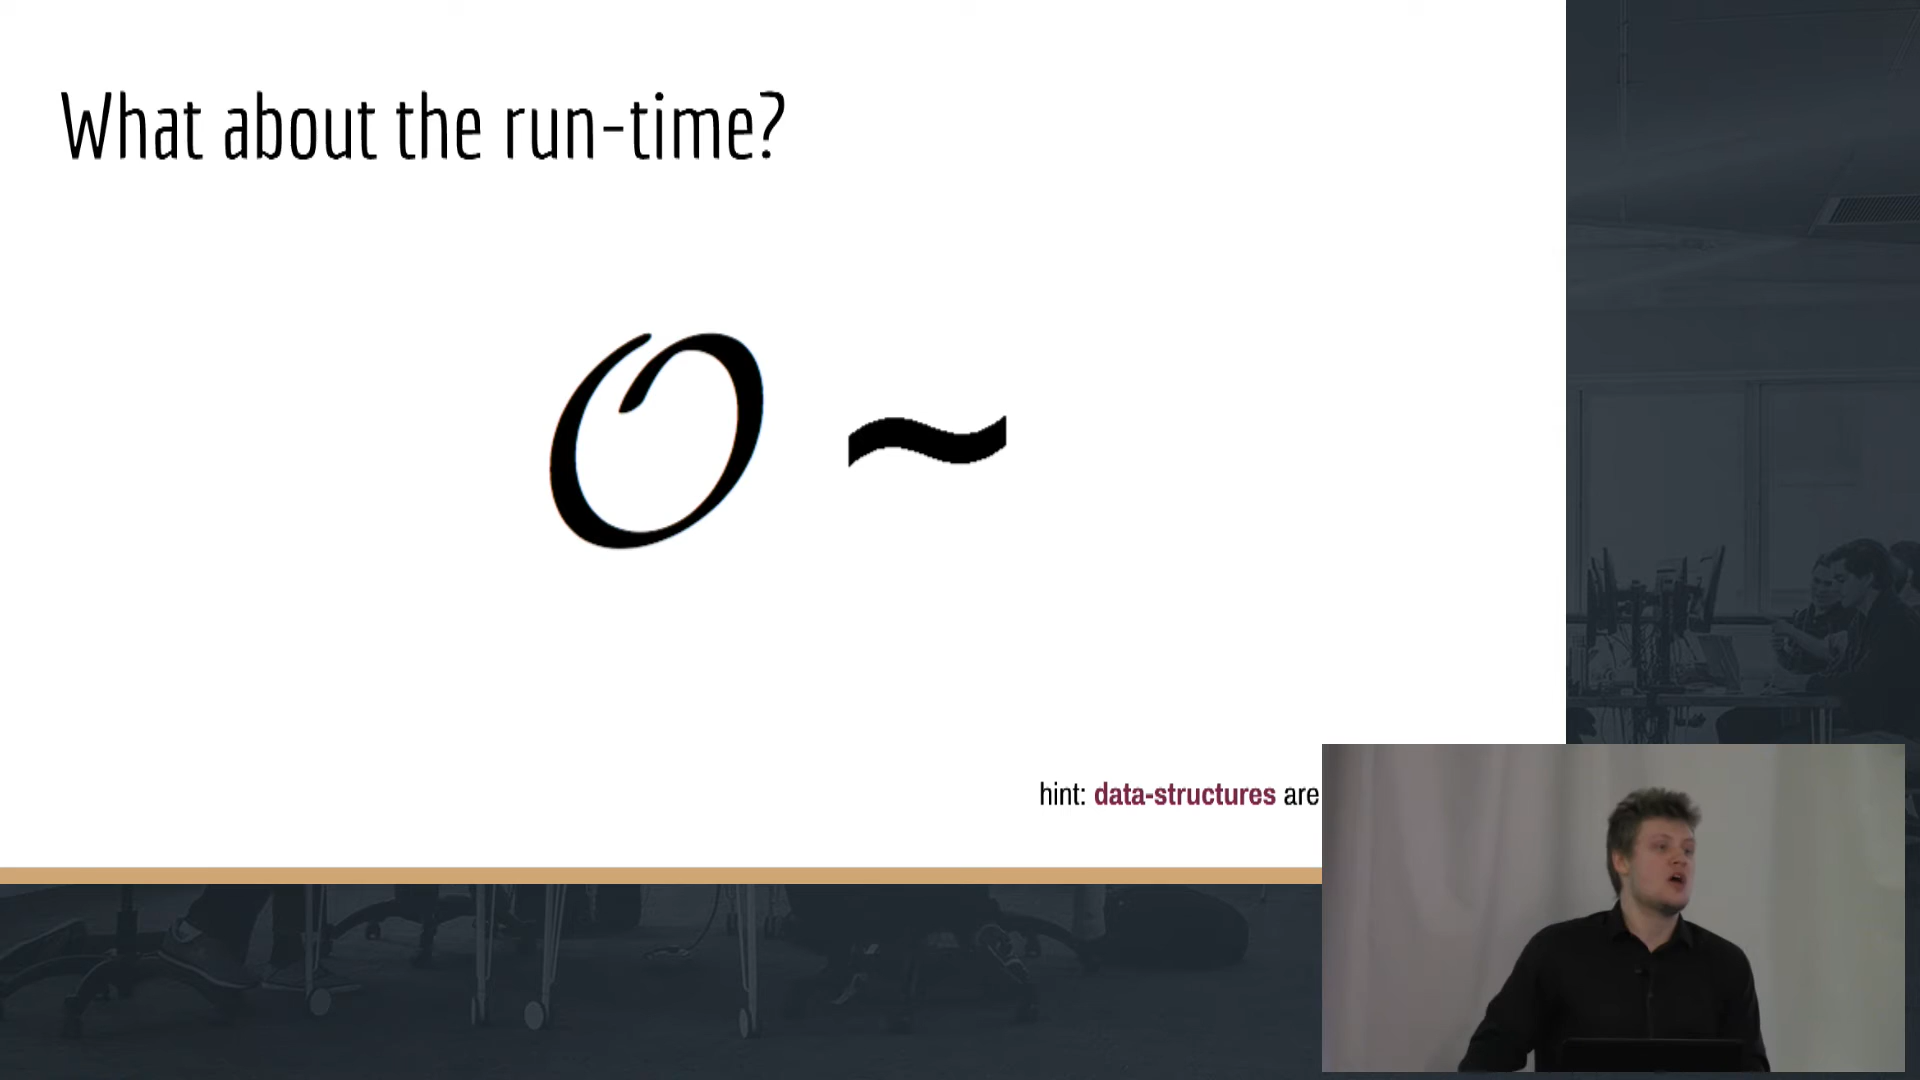 What about the run-time?
O ~
hint: data-structures are